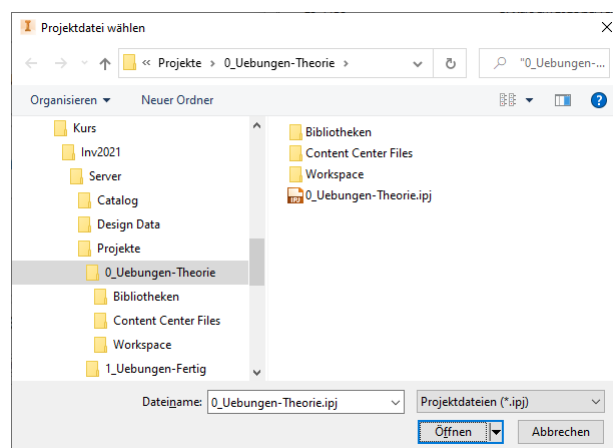 Projektdatei wählen
« Projekte > 0_Uebungen-Theorie >
"0_Uebungen-...
Organisieren
Neuer Ordner
Kurs
Inv2021
Server
Catalog
Design Data
Projekte
0_Uebungen-Theorie
Bibliotheken
Content Center Files
Workspace
1_Uebungen-Fertig
Bibliotheken
Content Center Files
Workspace
0_Uebungen-Theorie.ipj
Dateiname: 0_Uebungen-Theorie.ipj
Projektdateien (*.ipj)
Öffnen
Abbrechen